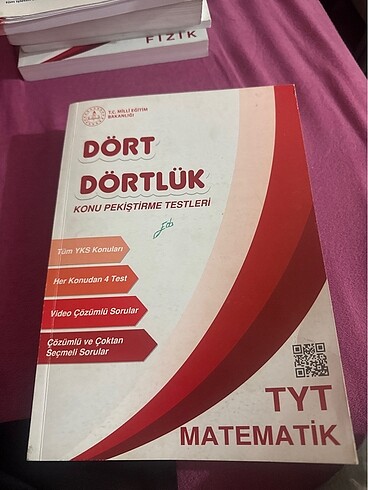 FİZİK
T.C. MİLLÎ EĞİTİM
BAKANLIĞI
DÖRT
DÖRTLÜK
KONU PEKİŞTİRME TESTLERİ
Tüm YKS Konuları
Her Konudan 4 Test
Video Çözümlü Sorular
Çözümlü ve Çoktan
Seçmeli Sorular
TYT
MATEMATİK